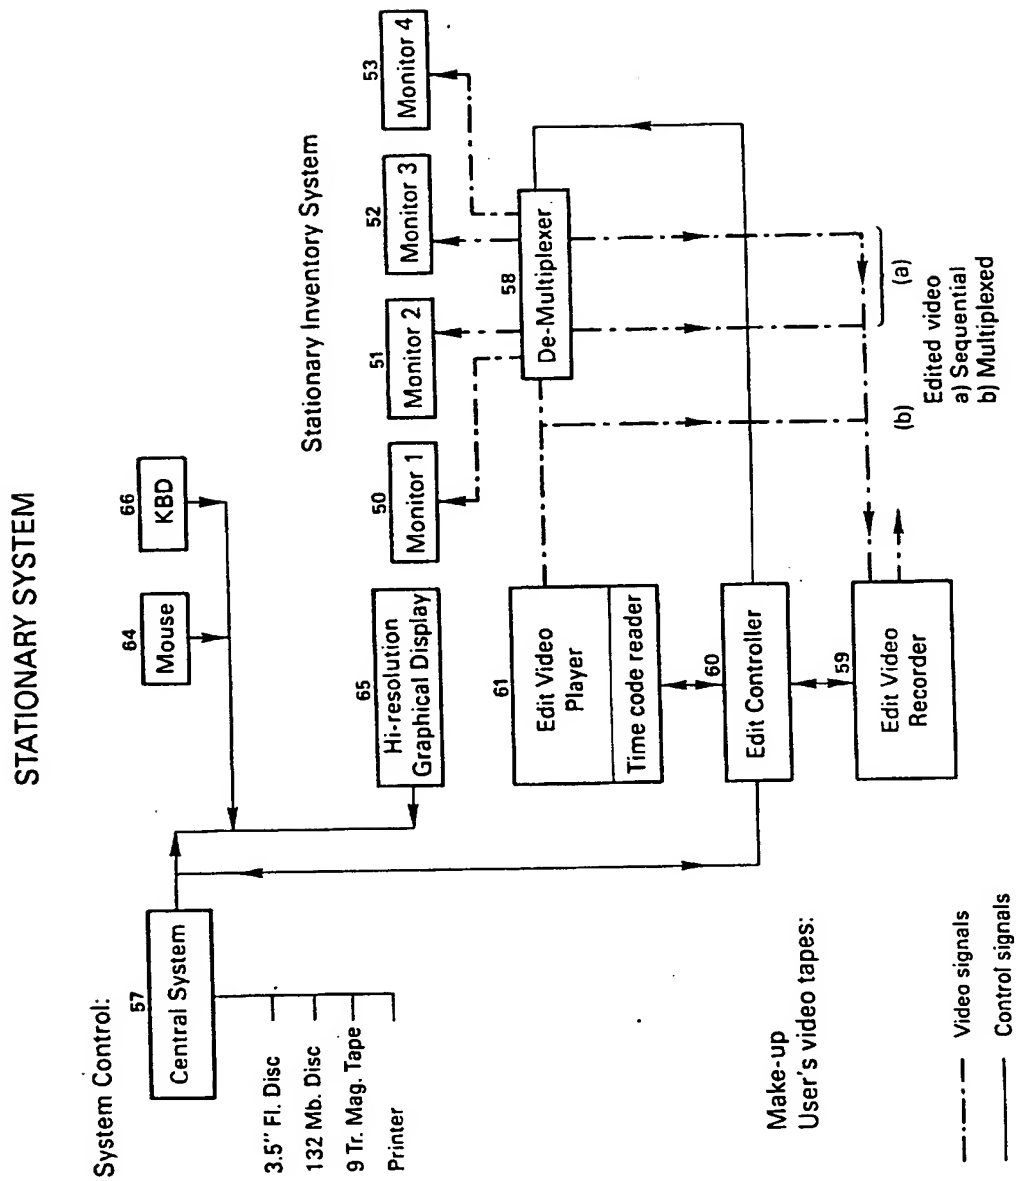 STATIONARY SYSTEM
System Control:
57
Central System
3.5" Fl. Disc
132 Mb. Disc
9 Tr. Mag. Tape
Printer
64
Mouse
66
KBD
Stationary Inventory System
65
Hi-resolution
Graphical Display
50
Monitor 1
51
Monitor 2
52
Monitor 3
53
Monitor 4
61
Edit Video
Player
Time code reader
58
De-Multiplexer
60
Edit Controller
59
Edit Video
Recorder
(b)
(a)
Edited video
a) Sequential
b) Multiplexed
Make-up
User's video tapes:
Video signals
Control signals